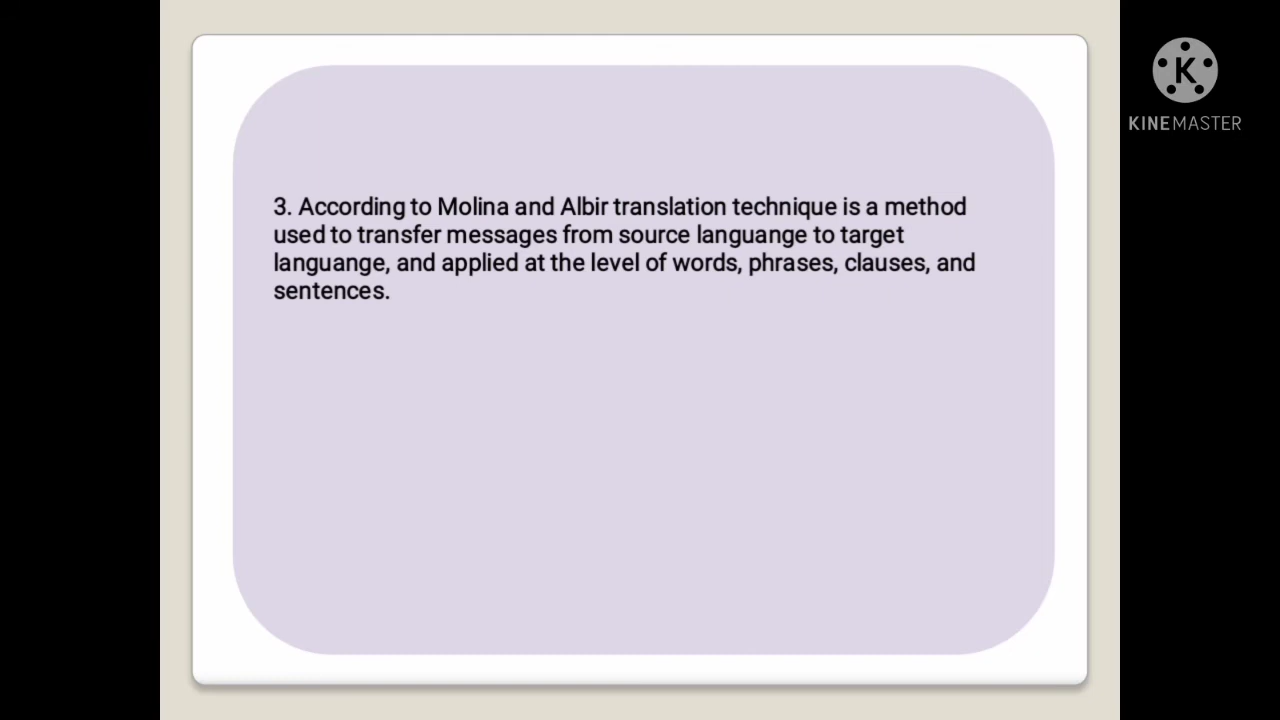 3. According to Molina and Albir translation technique is a method
used to transfer messages from source languange to target
languange, and applied at the level of words, phrases, clauses, and
sentences.
K
KINEMASTER